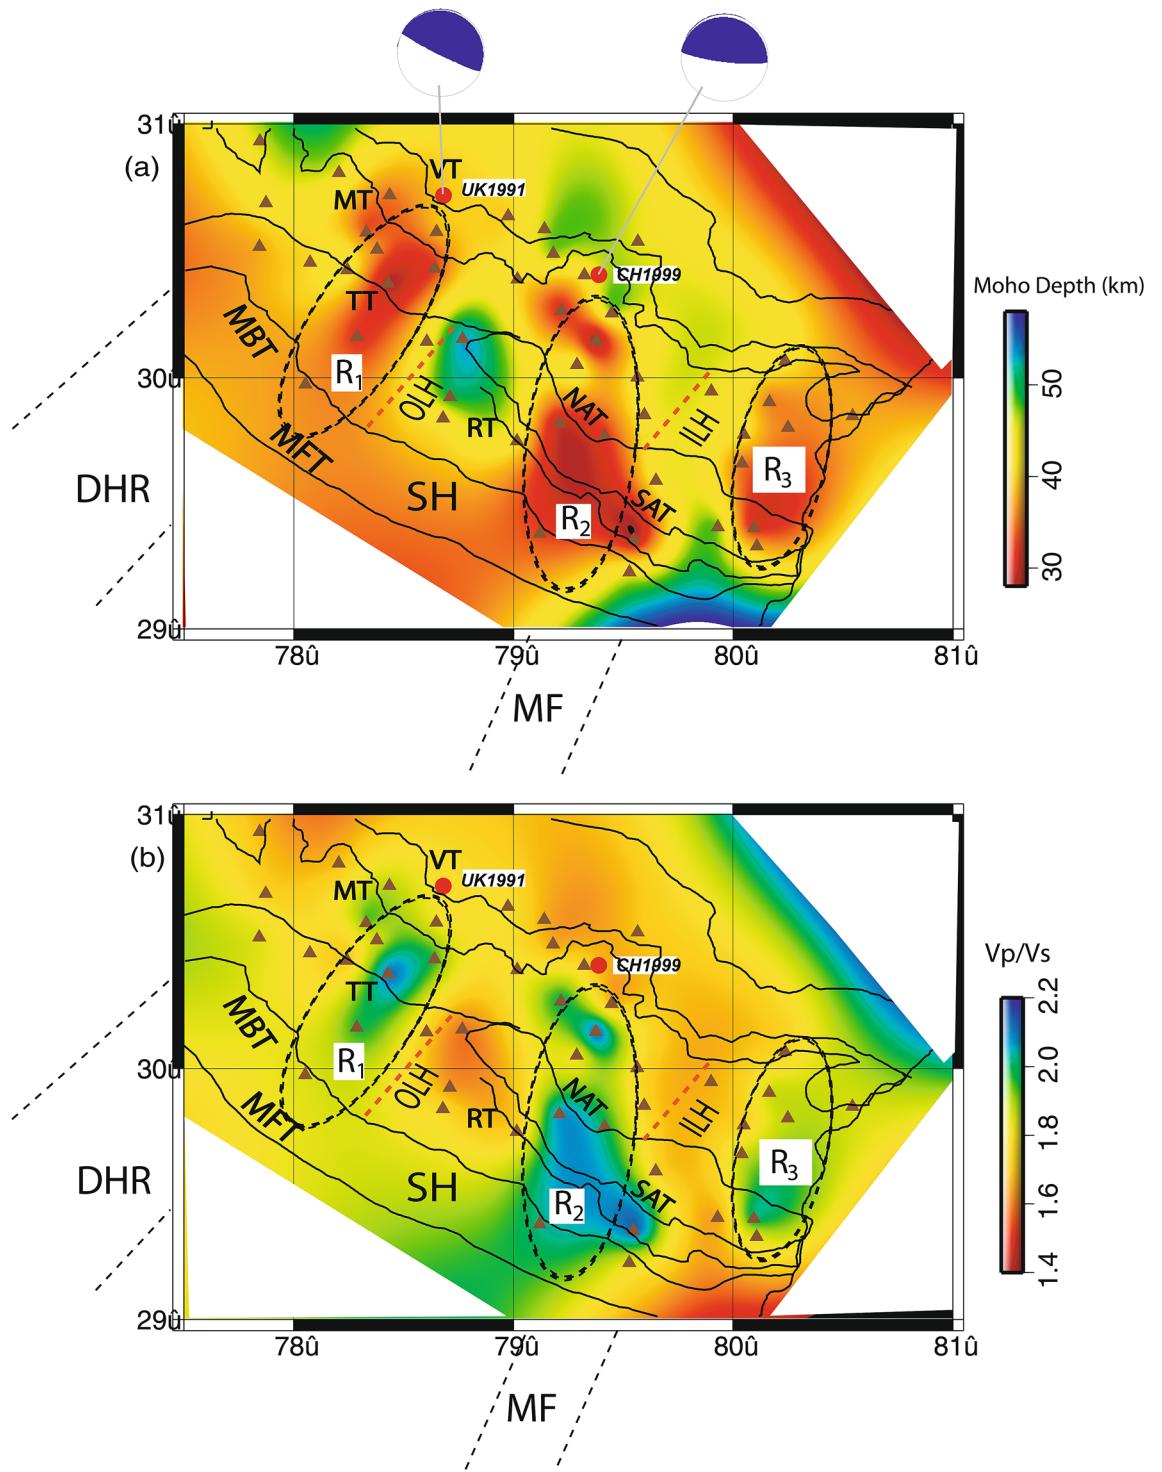 31û
(a)
VT
UK1991
MT
CH1999
Moho Depth (km)
TT
MBT
50
30û
R1
OLH
NAT
ILH
RT
MFT
40
DHR
SH
R3
SAT
R2
30
29û
78û
79û
80û
81û
MF
31û
(b)
VT
UK1991
MT
Vp/Vs
CH1999
2.2
TT
MBT
2.0
30û
R1
OLH
NAT
ILH
RT
MFT
1.8
DHR
SH
R3
SAT
R2
1.6
1.4
29û
78û
79û
80û
81û
MF